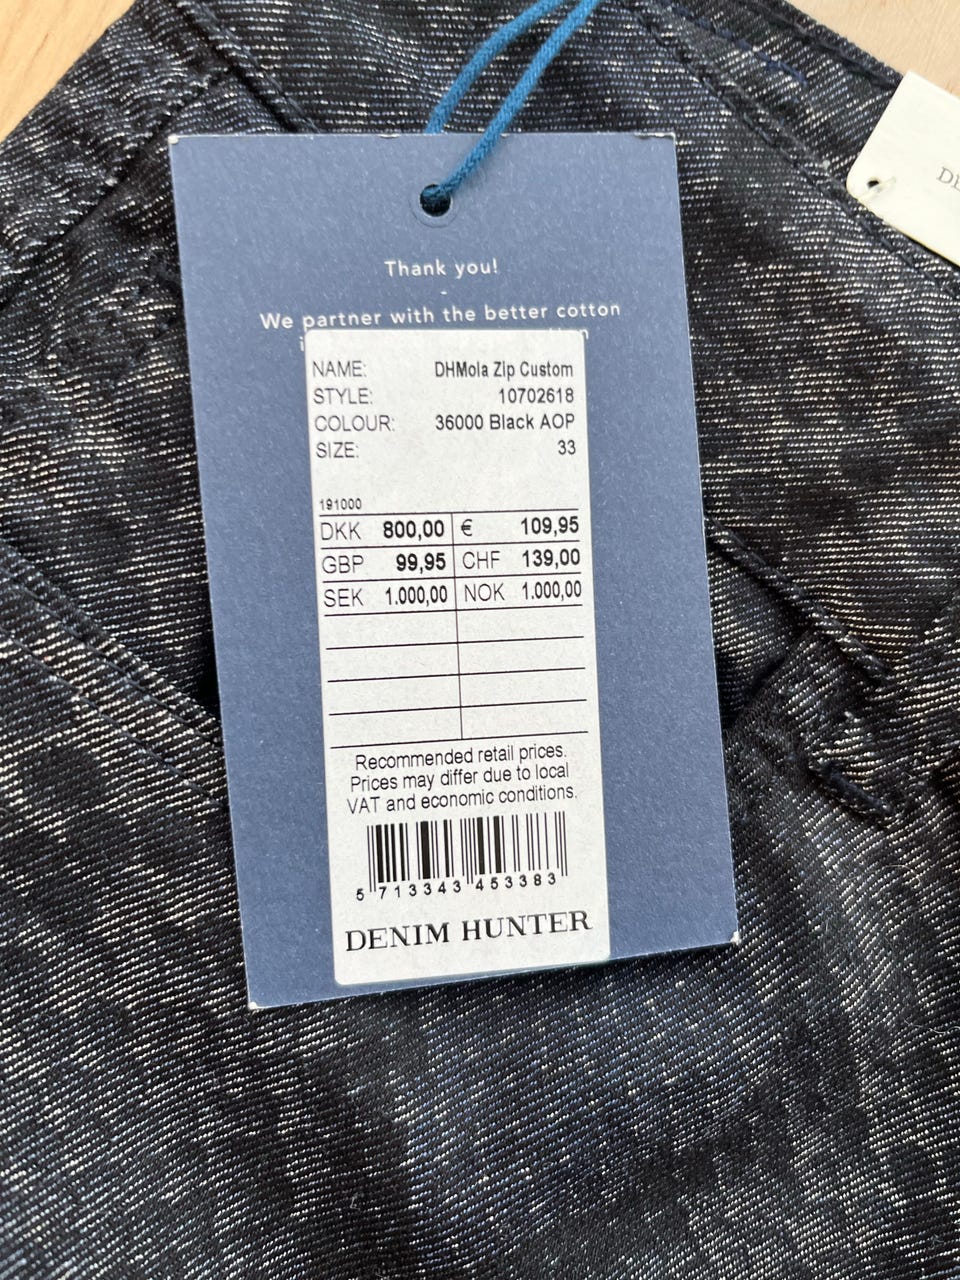 Thank you!
-
We partner with the better cotton
NAME: DHMola Zip Custom
STYLE: 10702618
COLOUR: 36000 Black AOP
SIZE: 33
191000
DKK 800,00 € 109,95
GBP 99,95 CHF 139,00
SEK 1.000,00 NOK 1.000,00
Recommended retail prices.
Prices may differ due to local
VAT and economic conditions.
5 713343 453383
DENIM HUNTER